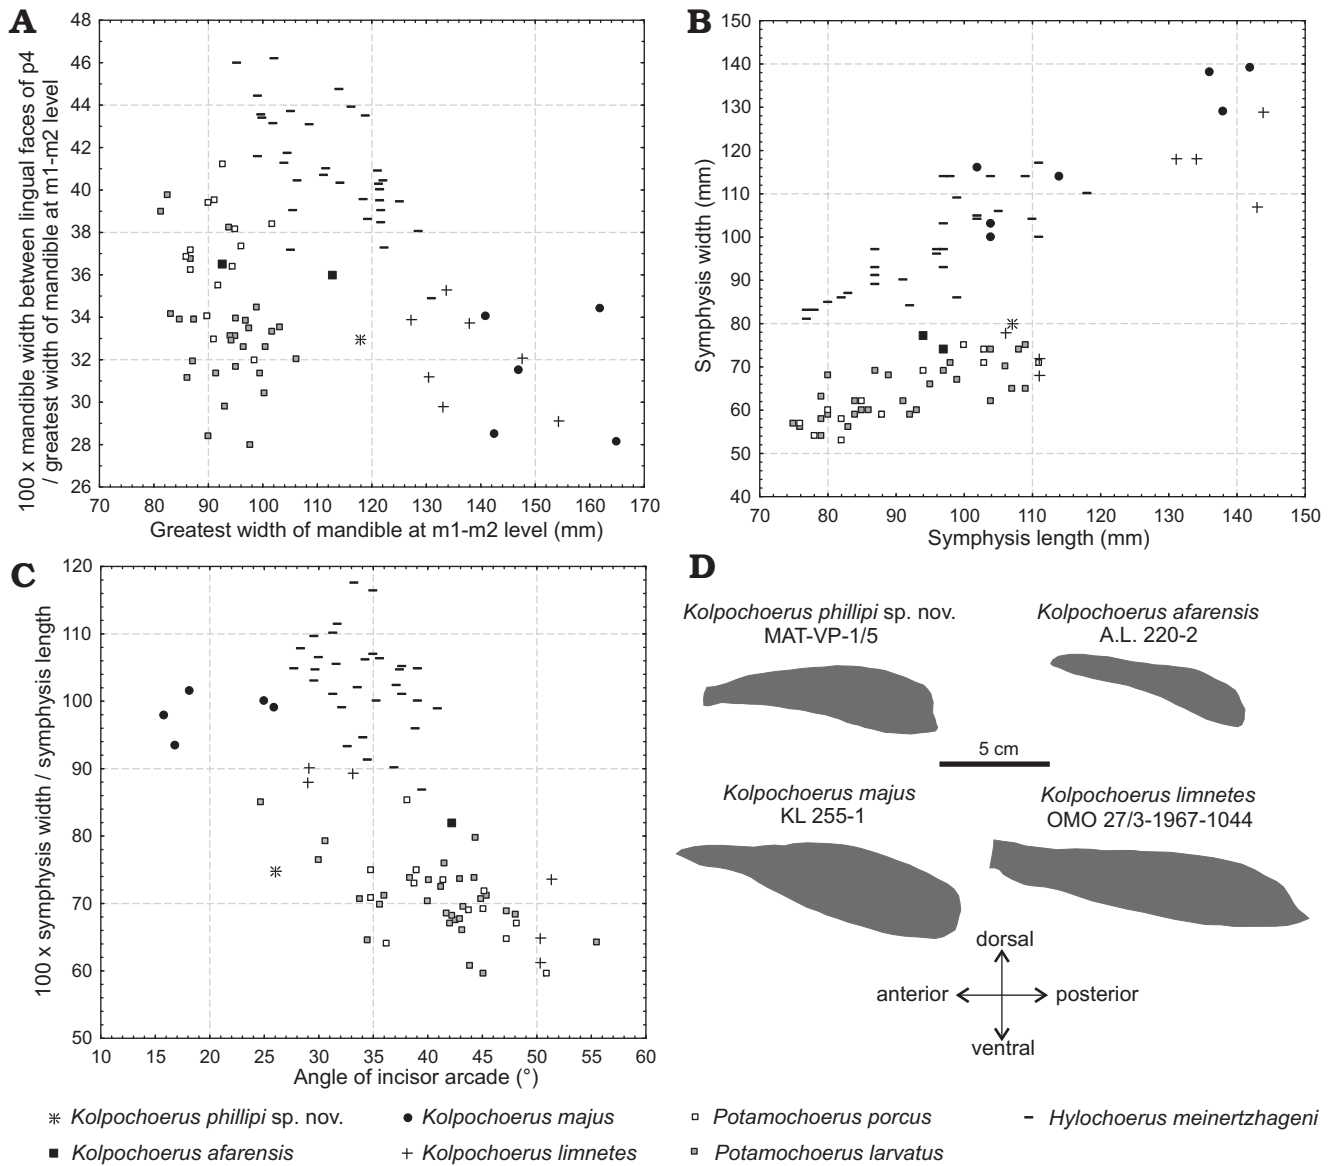 A
100 x mandible width between lingual faces of p4
/ greatest width of mandible at m1-m2 level
48
46
44
42
40
38
36
34
32
30
28
26
70 80 90 100 110 120 130 140 150 160 170
Greatest width of mandible at m1-m2 level (mm)
B
Symphysis width (mm)
150
140
130
120
110
100
90
80
70
60
50
40
70 80 90 100 110 120 130 140 150
Symphysis length (mm)
C
100 x symphysis width / symphysis length
120
110
100
90
80
70
60
50
10 15 20 25 30 35 40 45 50 55 60
Angle of incisor arcade (°)
D
Kolpochoerus phillipi sp. nov.
MAT-VP-1/5
Kolpochoerus afarensis
A.L. 220-2
5 cm
Kolpochoerus majus
KL 255-1
Kolpochoerus limnetes
OMO 27/3-1967-1044
dorsal
anterior posterior
ventral
Kolpochoerus phillipi sp. nov.
Kolpochoerus majus
Potamochoerus porcus
Hylochoerus meinertzhageni
Kolpochoerus afarensis
Kolpochoerus limnetes
Potamochoerus larvatus